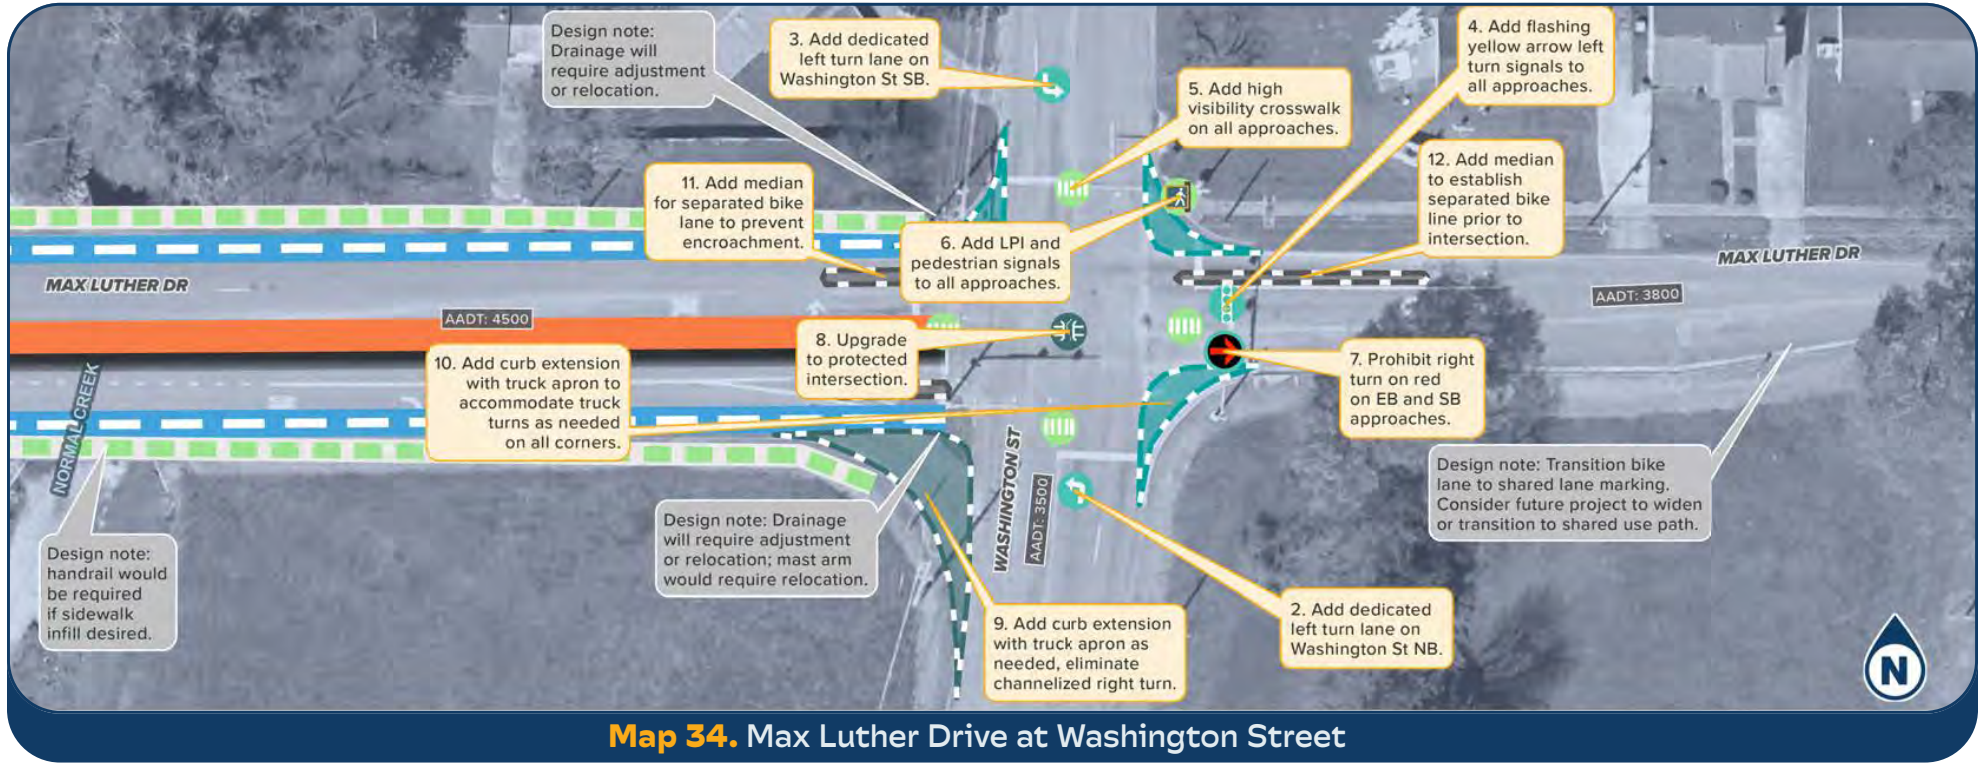 Design note:
Drainage will
require adjustment
or relocation.
3. Add dedicated
left turn lane on
Washington St SB.
4. Add flashing
yellow arrow left
turn signals to
all approaches.
5. Add high
visibility crosswalk
on all approaches.
12. Add median
to establish
separated bike
line prior to
intersection.
11. Add median
for separated bike
lane to prevent
encroachment.
6. Add LPI and
pedestrian signals
to all approaches.
MAX LUTHER DR
MAX LUTHER DR
AADT: 3800
AADT: 4500
8. Upgrade
to protected
intersection.
10. Add curb extension
with truck apron to
accommodate truck
turns as needed
on all corners.
7. Prohibit right
turn on red
on EB and SB
approaches.
NORMAL CREEK
WASHINGTON ST
AADT: 3500
Design note: Transition bike
lane to shared lane marking.
Consider future project to widen
or transition to shared use path.
Design note: Drainage
will require adjustment
or relocation; mast arm
would require relocation.
Design note:
handrail would
be required
if sidewalk
infill desired.
9. Add curb extension
with truck apron as
needed, eliminate
channelized right turn.
2. Add dedicated
left turn lane on
Washington St NB.
N
Map 34. Max Luther Drive at Washington Street